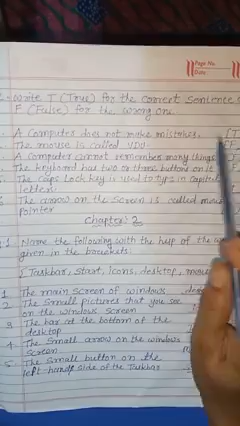 Page No.
Date
Write T (True) for the correct sentence
F (False) for the wrong one.
A Computer does not make mistakes. (T
The mouse is called VDU. (F
A Computer cannot remember many things
The keyboard has two or three buttons on it
The Caps Lock key is used to type in capital
letters
The arrow on the screen is called
pointer
Chapter 2
Name the following with the help of the
given in the brackets.
Taskbar, Start, Icons, desktop,
1 The main screen of windows
2 The Small pictures that you see
on the windows screen
3 The bar at the bottom of the
desktop
4 The Small arrow on the windows
screen
5 The Small button on the
left-hand side of the Taskbar